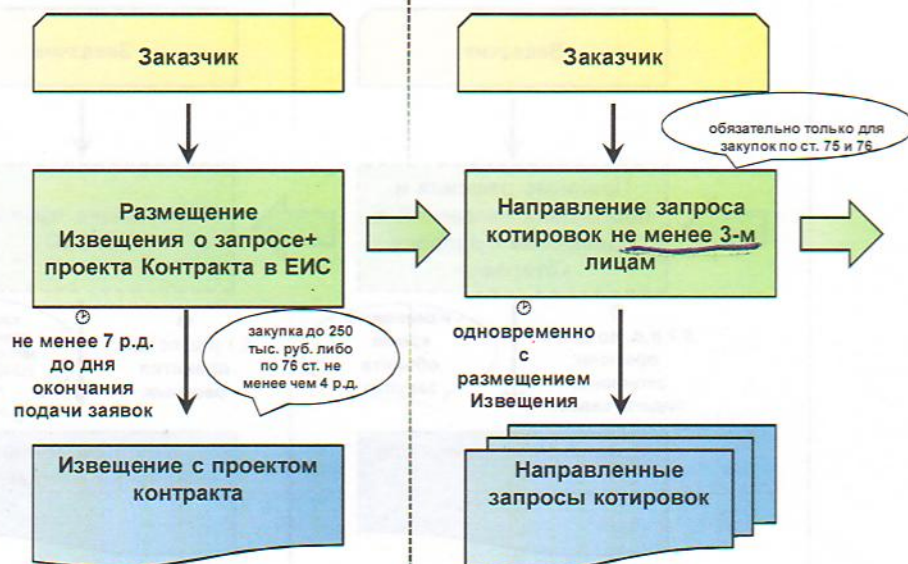 Заказчик
Размещение
Извещения о запросе+
проекта Контракта в ЕИС
не менее 7 р.д.
до дня
окончания
подачи заявок
закупка до 250
тыс. руб. либо
по 76 ст. не
менее чем 4 р.д.
Извещение с проектом
контракта
Заказчик
обязательно только для
закупок по ст. 75 и 76
Направление запроса
котировок не менее 3-м
лицам
одновременно
с
размещением
Извещения
Направленные
запросы котировок